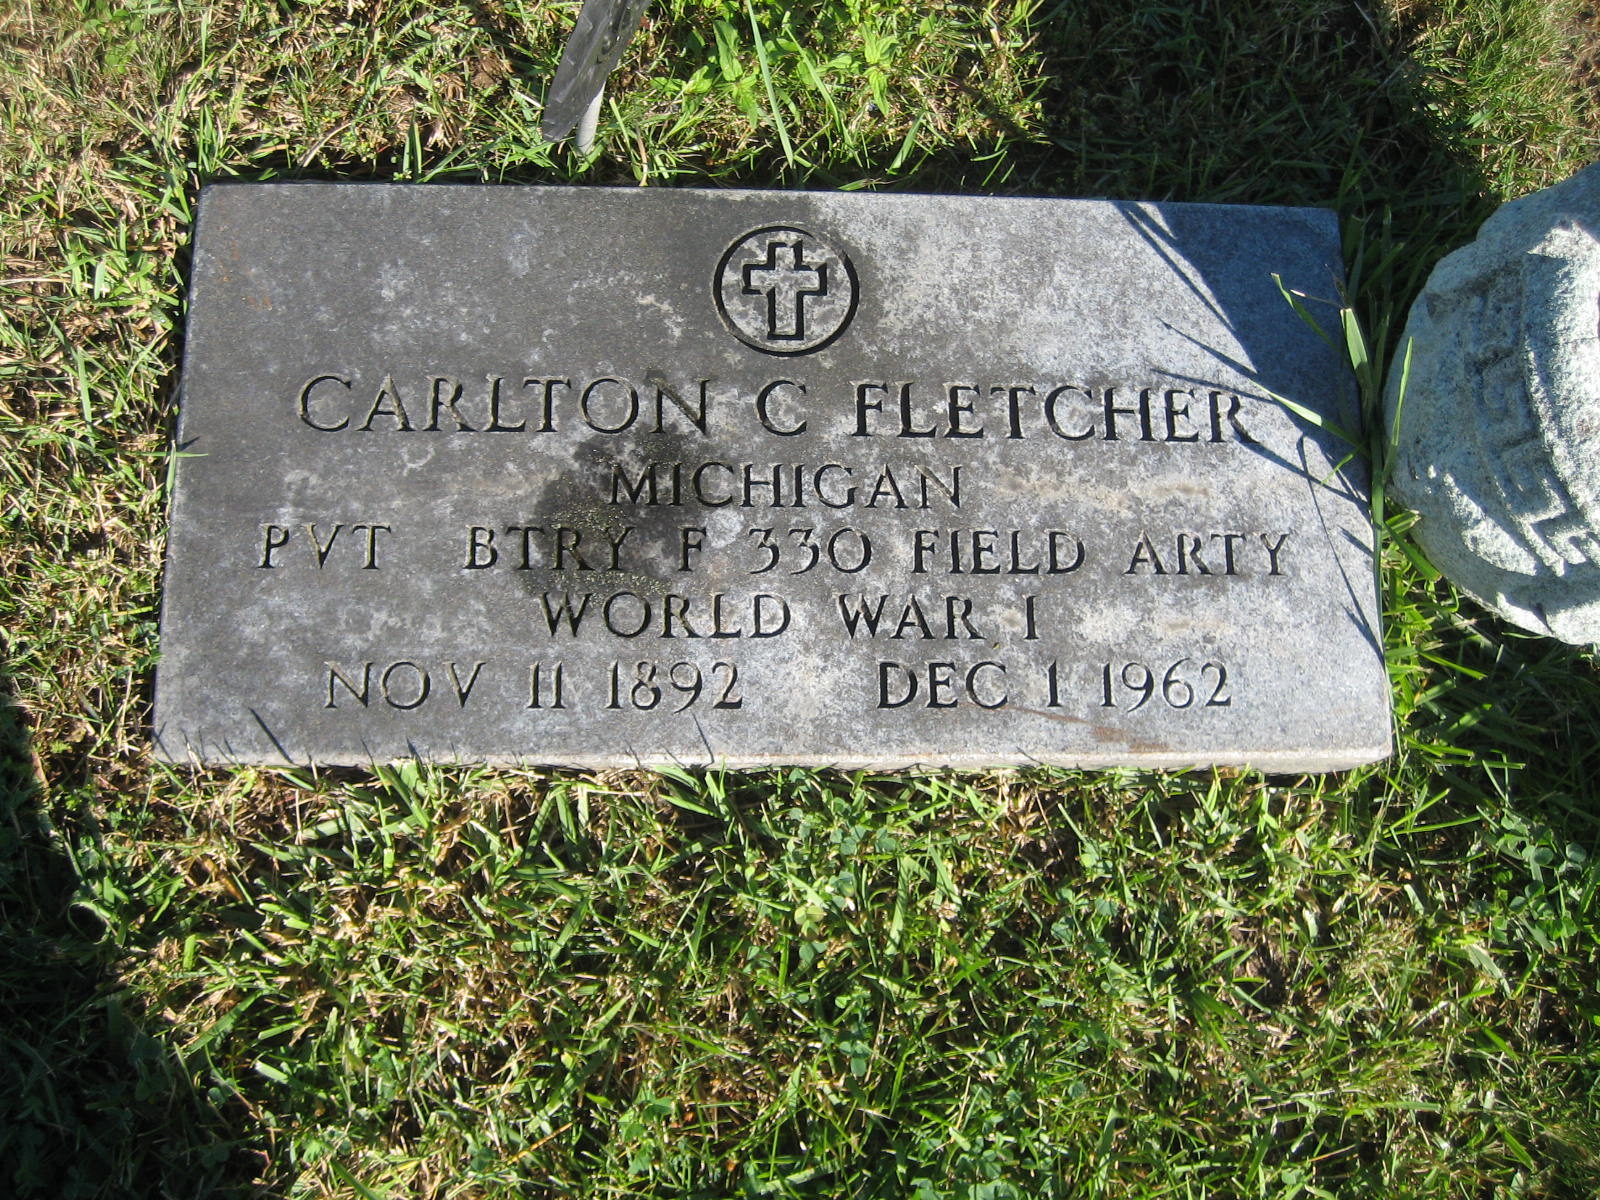 CARLTON C FLETCHER
MICHIGAN
PVT BTRY F 330 FIELD ARTY
WORLD WAR I
NOV 11 1892 DEC 1 1962